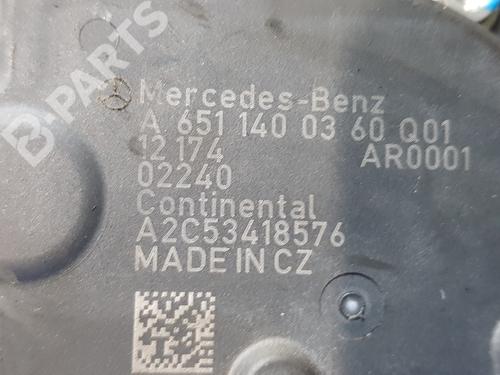 B-PARTS
Mercedes-Benz
A 651 140 03 60 Q01
12 174 AR0001
02240
Continental
A2C53418576
MADE IN CZ